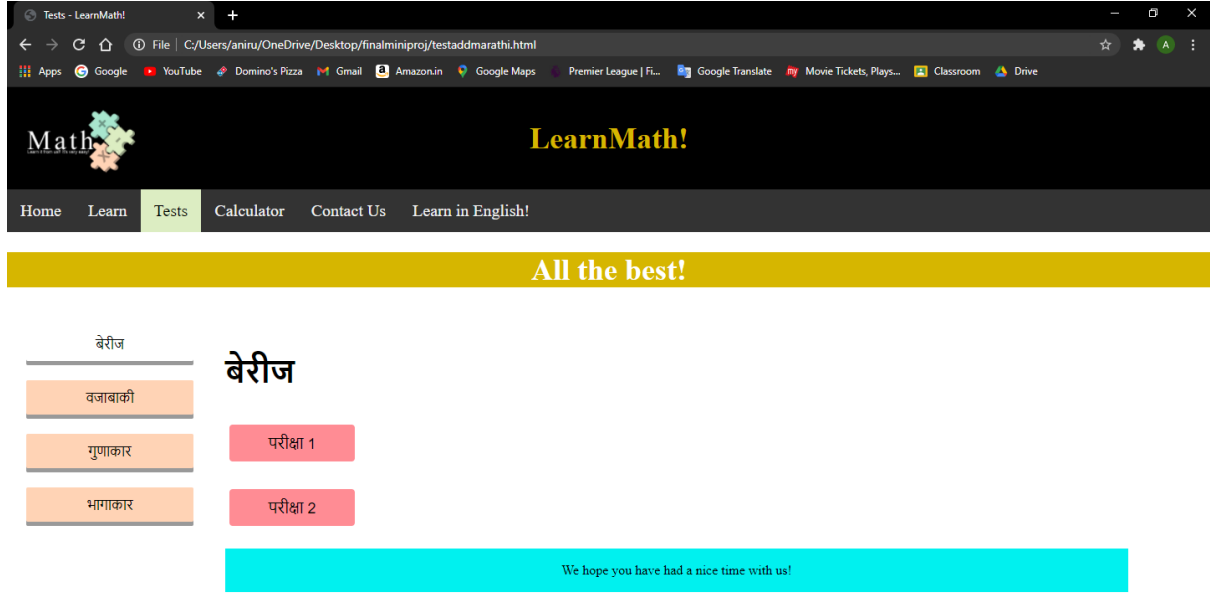 Tests - LearnMath!
File | C:/Users/aniru/OneDrive/Desktop/finalminiproj/testaddmarathi.html
Apps Google YouTube Domino's Pizza Gmail Amazon.in Google Maps Premier League | Fi... Google Translate Movie Tickets, Plays... Classroom Drive
Math
LearnMath!
Home Learn Tests Calculator Contact Us Learn in English!
All the best!
बेरीज
वजाबाकी
गुणाकार
भागाकार
बेरीज
परीक्षा 1
परीक्षा 2
We hope you have had a nice time with us!